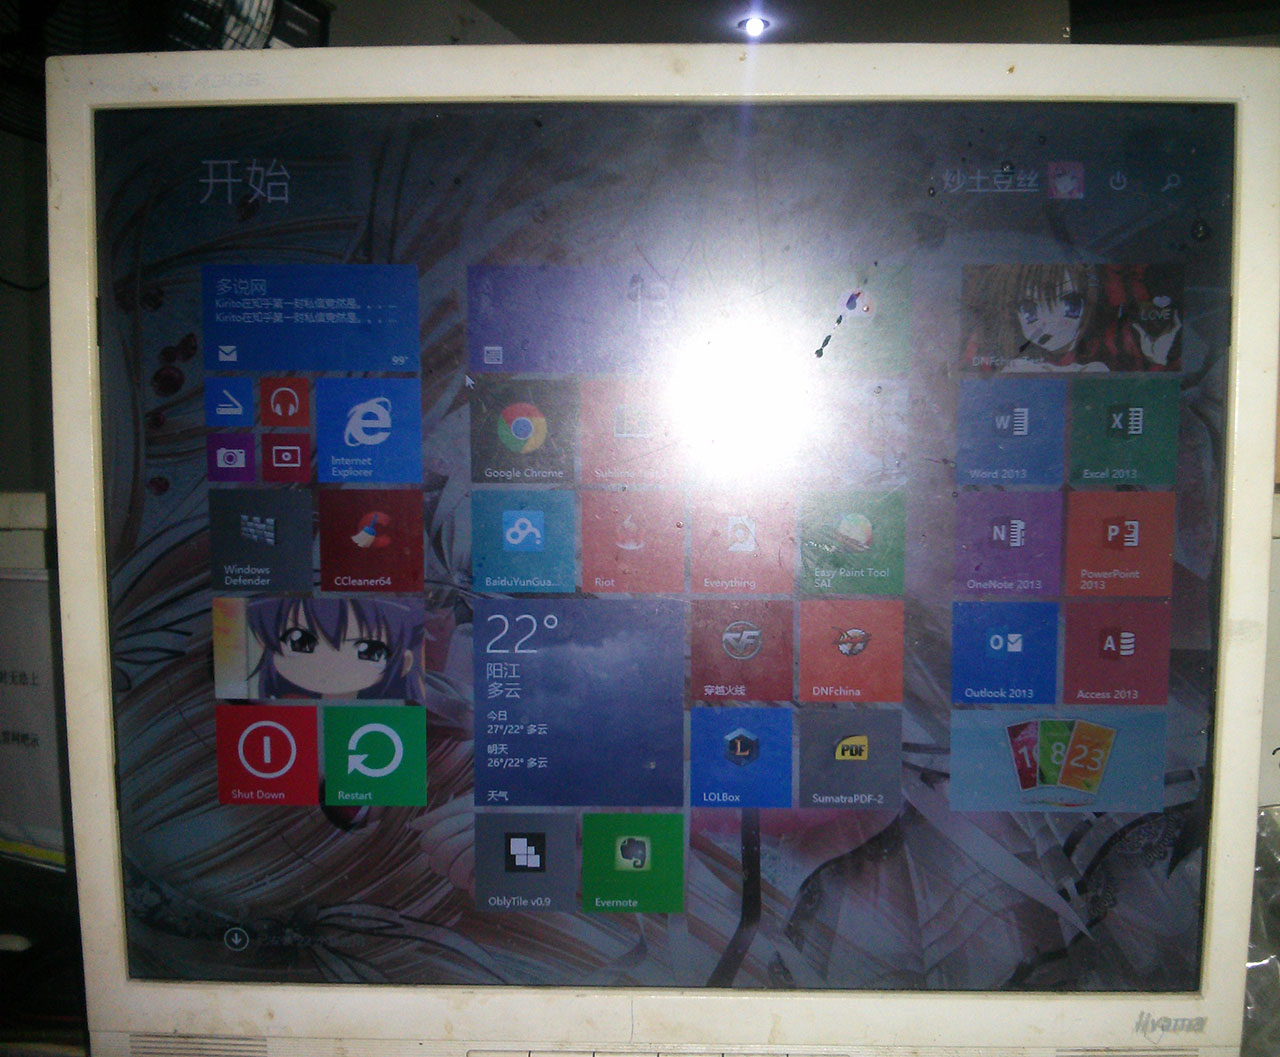 开始
炒土豆丝
多说网
Kirito在知乎第一封私信竟然是。。。。
Kirito在知乎第一封私信竟然是。。。。
99+
Internet
Explorer
Google Chrome
LOVE
Word 2013
Excel 2013
Windows
Defender
CCleaner64
BaiduYunGua...
Riot
Everything
Easy Paint Tool
SAI
OneNote 2013
PowerPoint
2013
22°
阳江
多云
今日
27°/22° 多云
明天
26°/22° 多云
天气
穿越火线
DNFchina
Outlook 2013
Access 2013
Shut Down
Restart
LOLBox
PDF
SumatraPDF-2
8
23
OblyTile v0.9
Evernote
iiyama